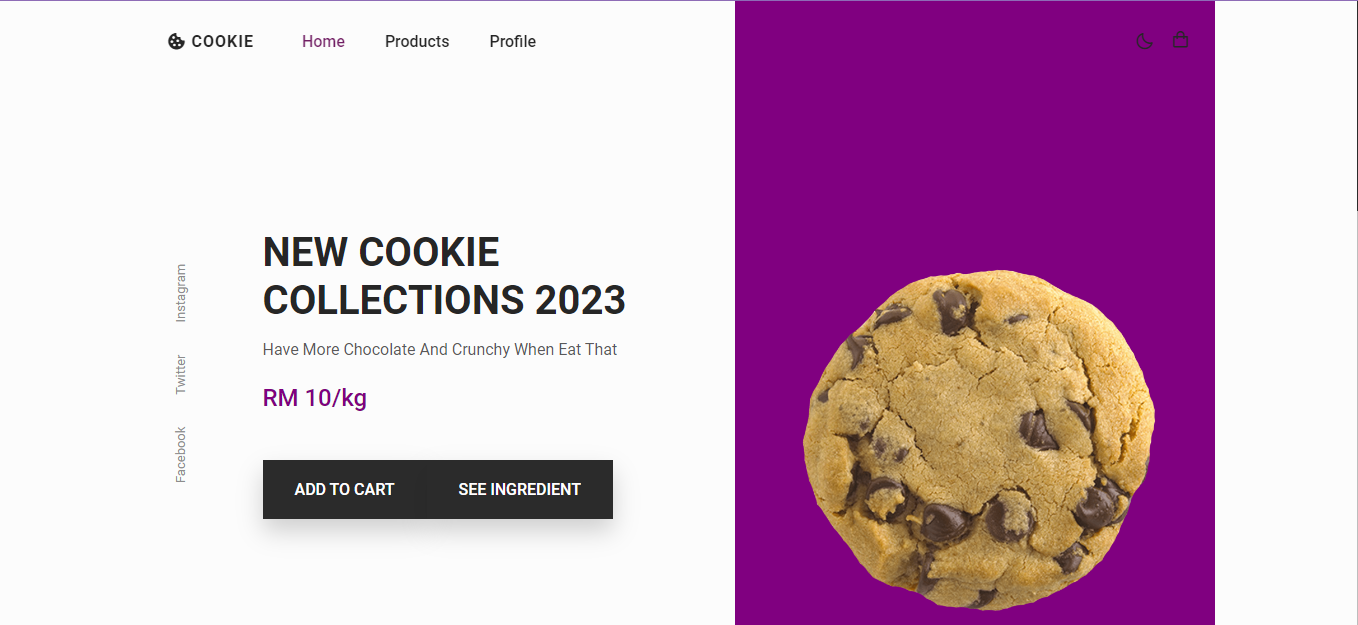 COOKIE
Home
Products
Profile
NEW COOKIE
COLLECTIONS 2023
Have More Chocolate And Crunchy When Eat That
RM 10/kg
ADD TO CART
SEE INGREDIENT
Instagram
Twitter
Facebook